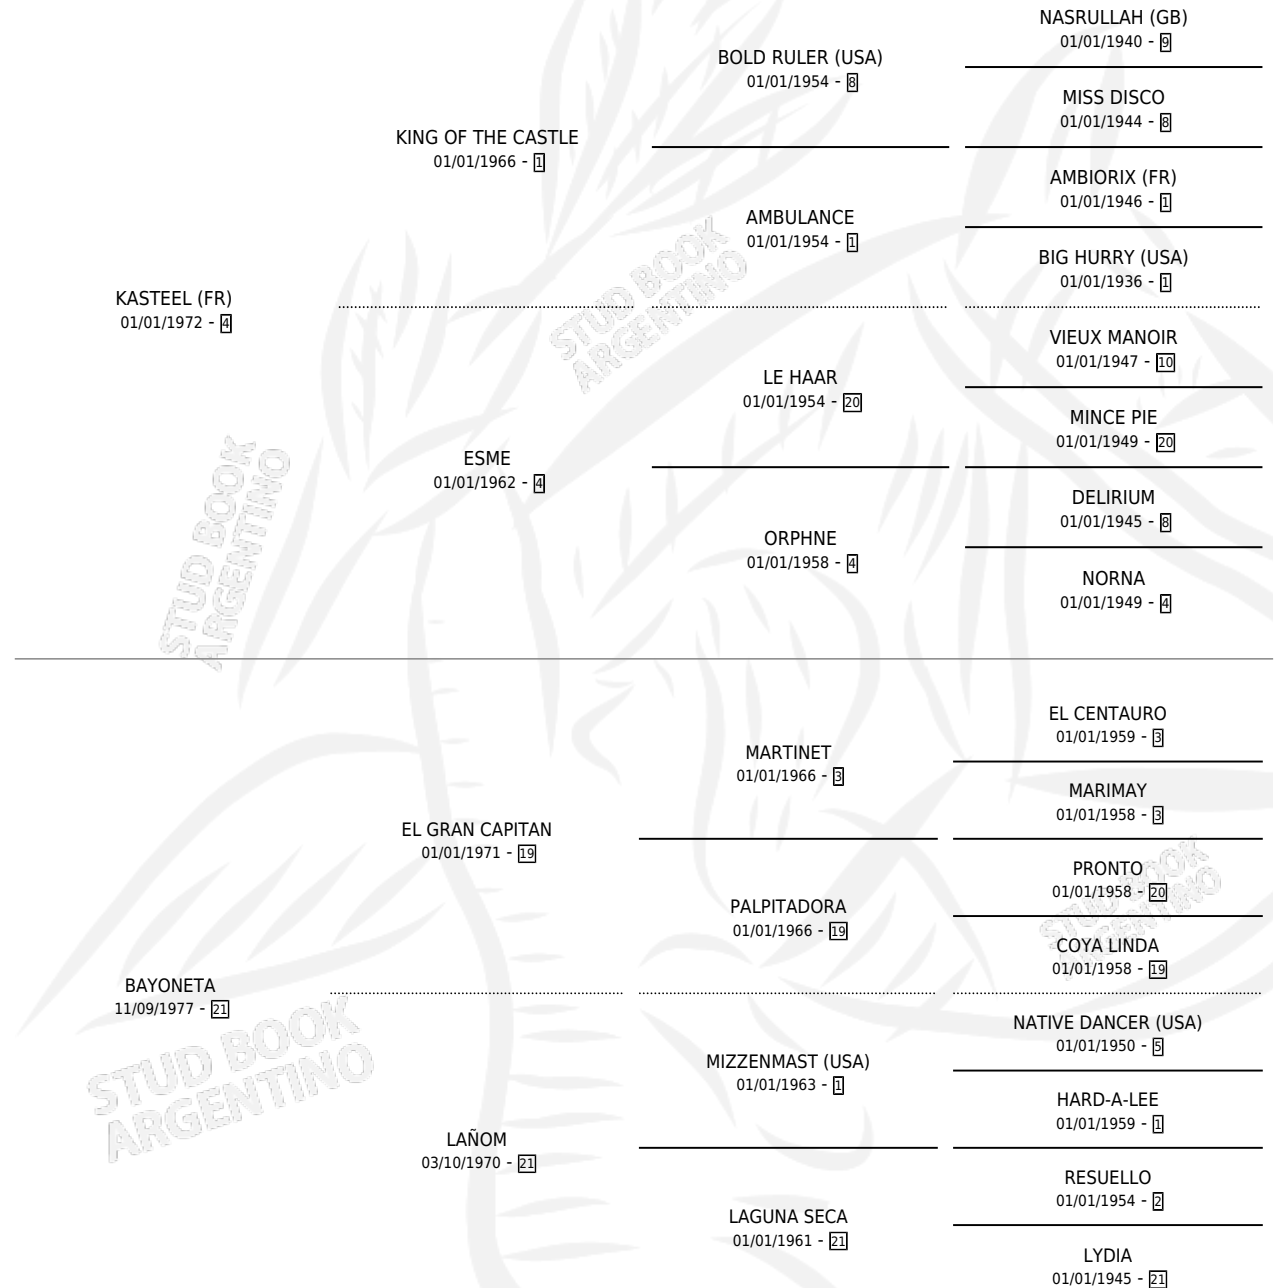 NASRULLAH (GB)
01/01/1940 - 9
BOLD RULER (USA)
01/01/1954 - 8
MISS DISCO
01/01/1944 - 8
KING OF THE CASTLE
01/01/1966 - 1
AMBIORIX (FR)
01/01/1946 - 1
AMBULANCE
01/01/1954 - 1
BIG HURRY (USA)
01/01/1936 - 1
KASTEEL (FR)
01/01/1972 - 4
VIEUX MANOIR
01/01/1947 - 10
LE HAAR
01/01/1954 - 20
MINCE PIE
01/01/1949 - 20
ESME
01/01/1962 - 4
DELIRIUM
01/01/1945 - 8
ORPHNE
01/01/1958 - 4
NORNA
01/01/1949 - 4
EL CENTAURO
01/01/1959 - 3
MARTINET
01/01/1966 - 3
MARIMAY
01/01/1958 - 3
EL GRAN CAPITAN
01/01/1971 - 19
PRONTO
01/01/1958 - 20
PALPITADORA
01/01/1966 - 19
COYA LINDA
01/01/1958 - 19
BAYONETA
11/09/1977 - 21
NATIVE DANCER (USA)
01/01/1950 - 5
MIZZENMAST (USA)
01/01/1963 - 1
HARD-A-LEE
01/01/1959 - 1
LAÑOM
03/10/1970 - 21
RESUELLO
01/01/1954 - 2
LAGUNA SECA
01/01/1961 - 21
LYDIA
01/01/1945 - 21
STUD BOOK
ARGENTINO
STUD BOOK
ARGENTINO
STUD BOOK
ARGENTINO
STUD BOOK
ARGENTINO